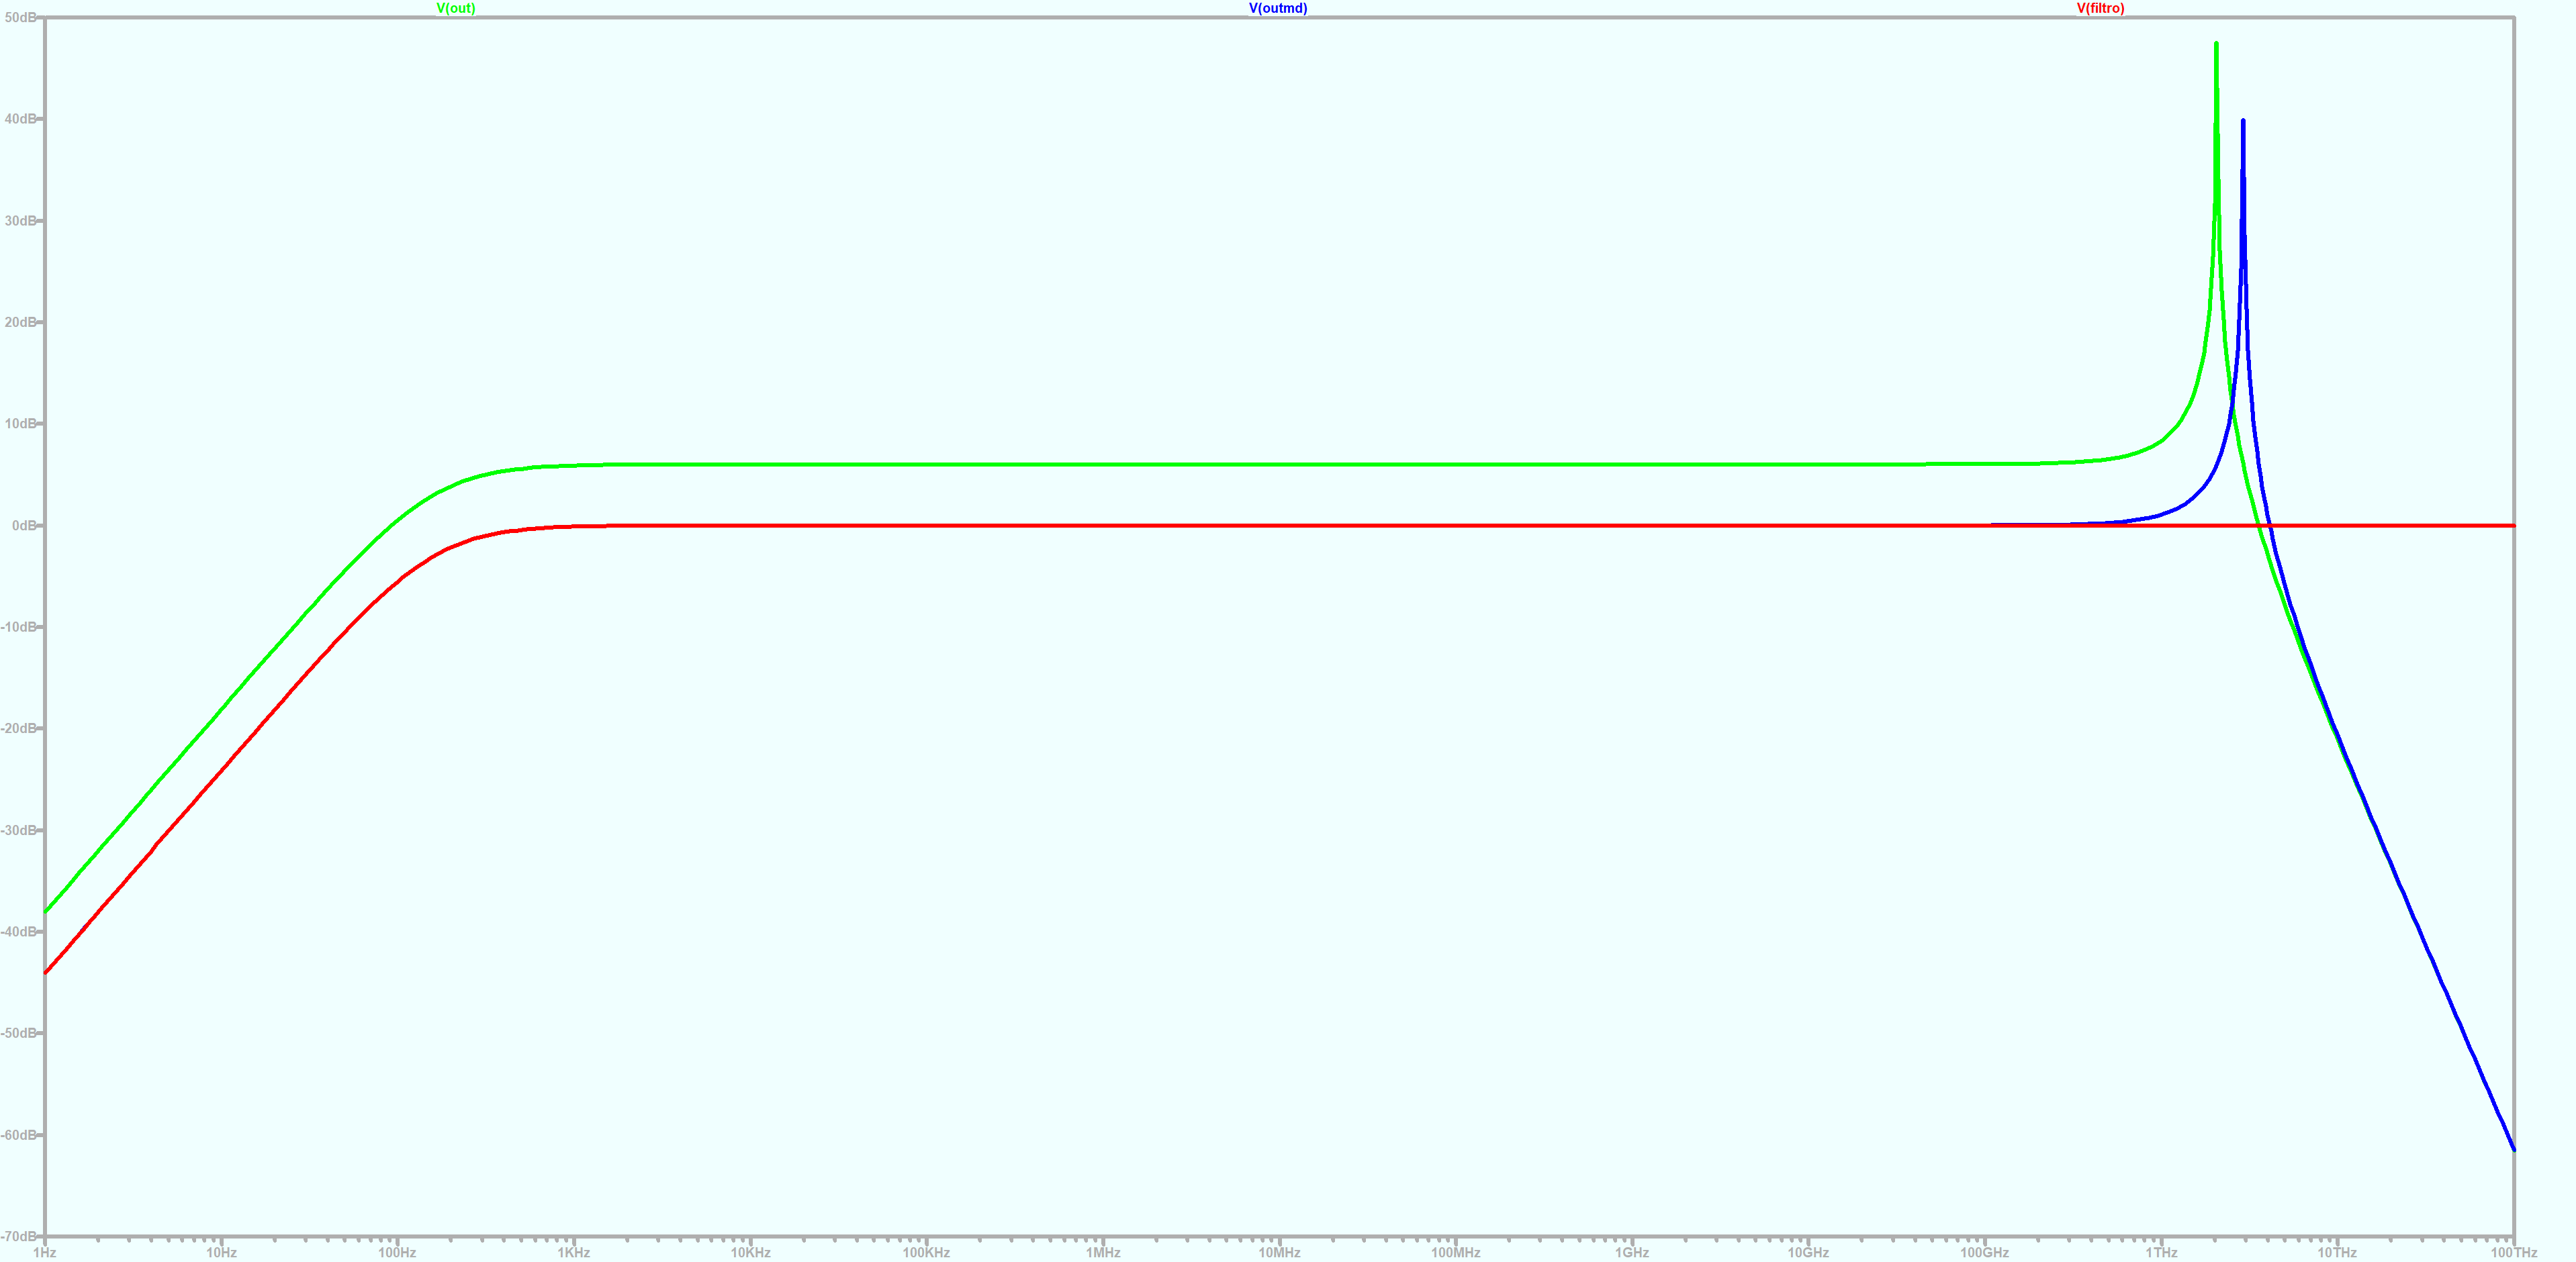 V(out) V(outmd) V(filtro)
50dB
40dB
30dB
20dB
10dB
0dB
-10dB
-20dB
-30dB
-40dB
-50dB
-60dB
-70dB
1Hz 10Hz 100Hz 1KHz 10KHz 100KHz 1MHz 10MHz 100MHz 1GHz 10GHz 100GHz 1THz 10THz 100THz